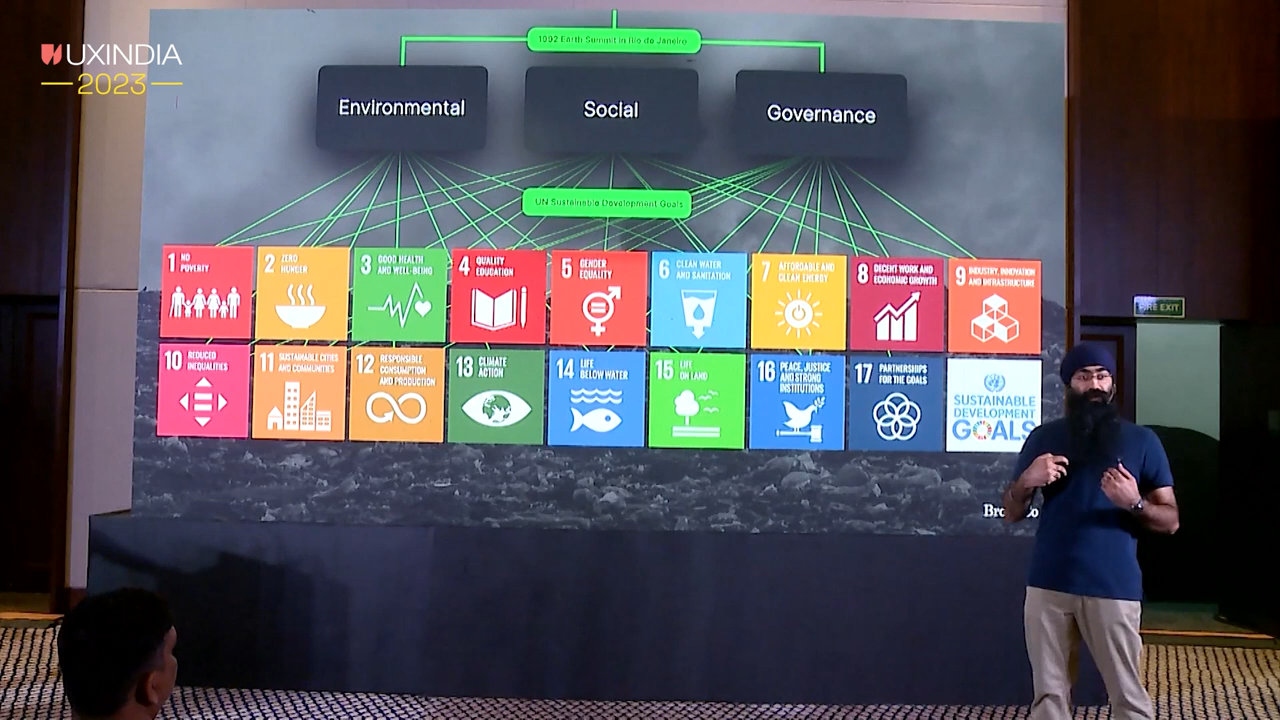 UXINDIA
2023
1992 Earth Summit in Rio de Janeiro
Environmental
Social
Governance
UN Sustainable Development Goals
1 NO
POVERTY
2 ZERO
HUNGER
3 GOOD HEALTH
AND WELL-BEING
4 QUALITY
EDUCATION
5 GENDER
EQUALITY
6 CLEAN WATER
AND SANITATION
7 AFFORDABLE AND
CLEAN ENERGY
8 DECENT WORK AND
ECONOMIC GROWTH
9 INDUSTRY, INNOVATION
AND INFRASTRUCTURE
10 REDUCED
INEQUALITIES
11 SUSTAINABLE CITIES
AND COMMUNITIES
12 RESPONSIBLE
CONSUMPTION
AND PRODUCTION
13 CLIMATE
ACTION
14 LIFE
BELOW WATER
15 LIFE
ON LAND
16 PEACE, JUSTICE
AND STRONG
INSTITUTIONS
17 PARTNERSHIPS
FOR THE GOALS
SUSTAINABLE
DEVELOPMENT
GOALS
FIRE EXIT